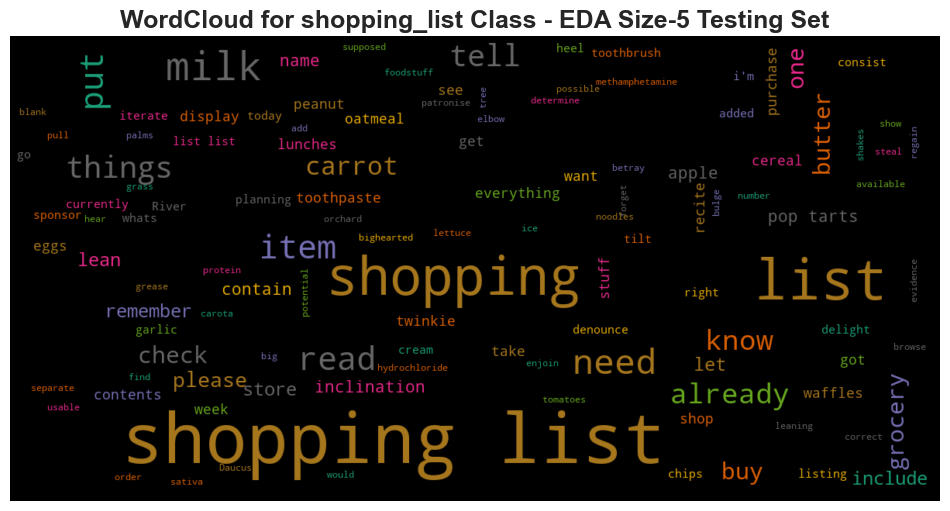 WordCloud for shopping_list Class - EDA Size-5 Testing Set
supposed
heel
put
milk
name
tell
toothbrush
one
consist
foodstuff
see
possible
methamphetamine
i'm
purchase
blank
iterate
display
today
peanut
patronise
tree
determine
butter
added
oatmeal
elbow
show
pull
palms
list list
add
lunches
get
shakes
steal
regain
go
things
carrot
betray
apple
cereal
grass
everything
want
forget
recite
bulge
number
available
currently
River
planning
toothpaste
sponsor
hear
whats
orchard
noodles
pop tarts
eggs
item
bighearted
lettuce
ice
tilt
lean
protein
shopping
stuff
list
evidence
grease
contain
potential
right
remember
carota
garlic
twinkie
denounce
know
delight
check
big
read
cream
take
need
let
got
browse
find
please
store
hydrochloride
enjoin
separate
contents
inclination
already
waffles
grocery
usable
week
tomatoes
shop
leaning
correct
shopping list
order
sativa
Daucus
would
chips
buy
listing
include